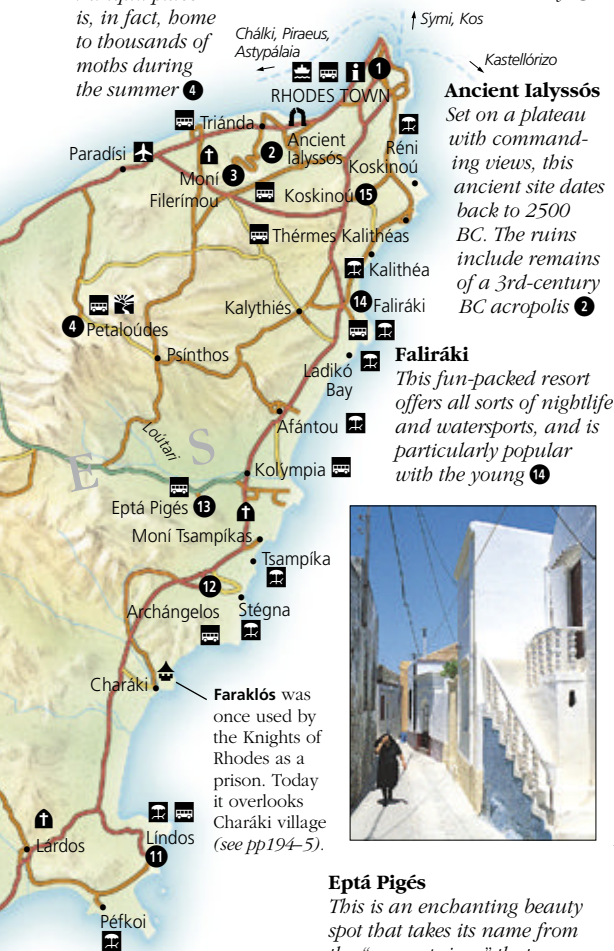 is, in fact, home
to thousands of
moths during
the summer 4
Chálki, Piraeus,
Astypálaia
Sými, Kos
Kastellórizo
1
RHODES TOWN
Triánda
Paradísi
2
Ancient
Ialyssós
Moní
Filerímou
3
Réni
Koskinoú
Koskinoú 15
Thérmes Kalithéas
Kalithéa
Kalythiés
14 Faliráki
4 Petaloúdes
Psínthos
Ladikó
Bay
Afántou
Loútari
E S
Kolýmpia
Eptá Pigés 13
Moní Tsampíkas
Tsampíka
12
Archángelos
Stégna
Charáki
Lárdos
Líndos
11
Péfkoi
Ancient Ialyssós
Set on a plateau
with command-
ing views, this
ancient site dates
back to 2500
BC. The ruins
include remains
of a 3rd-century
BC acropolis 2
Faliráki
This fun-packed resort
offers all sorts of nightlife
and watersports, and is
particularly popular
with the young 14
Faraklós was
once used by
the Knights of
Rhodes as a
prison. Today
it overlooks
Charáki village
(see pp194–5).
Eptá Pigés
This is an enchanting beauty
spot that takes its name from